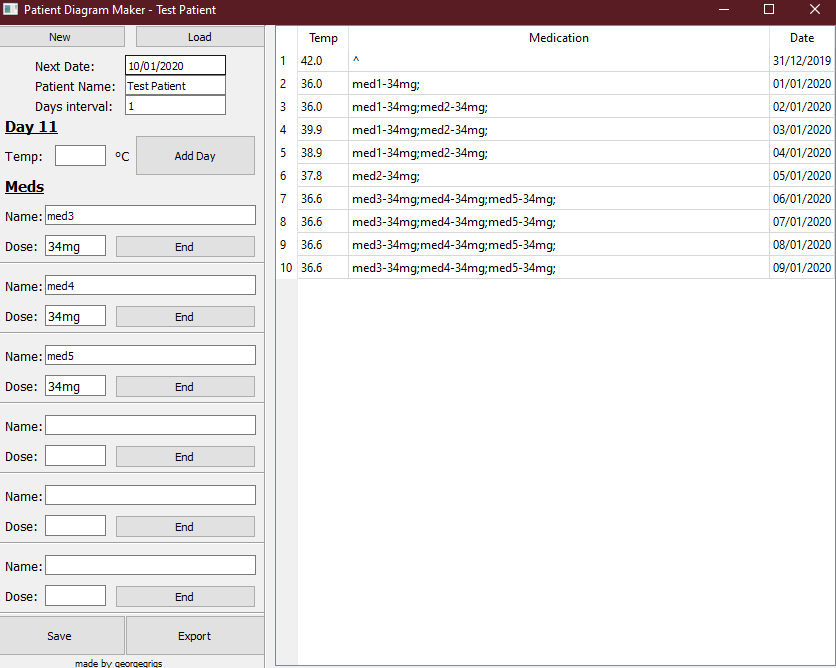 Patient Diagram Maker - Test Patient
New Load
Next Date: 10/01/2020
Patient Name: Test Patient
Days interval: 1
Day 11
Temp: ºC Add Day
Meds
Name: med3
Dose: 34mg End
Name: med4
Dose: 34mg End
Name: med5
Dose: 34mg End
Name:
Dose: End
Name:
Dose: End
Name:
Dose: End
Save Export
made by georgegrigs
Temp Medication Date
1 42.0 ^ 31/12/2019
2 36.0 med1-34mg; 01/01/2020
3 36.0 med1-34mg;med2-34mg; 02/01/2020
4 39.9 med1-34mg;med2-34mg; 03/01/2020
5 38.9 med1-34mg;med2-34mg; 04/01/2020
6 37.8 med2-34mg; 05/01/2020
7 36.6 med3-34mg;med4-34mg;med5-34mg; 06/01/2020
8 36.6 med3-34mg;med4-34mg;med5-34mg; 07/01/2020
9 36.6 med3-34mg;med4-34mg;med5-34mg; 08/01/2020
10 36.6 med3-34mg;med4-34mg;med5-34mg; 09/01/2020